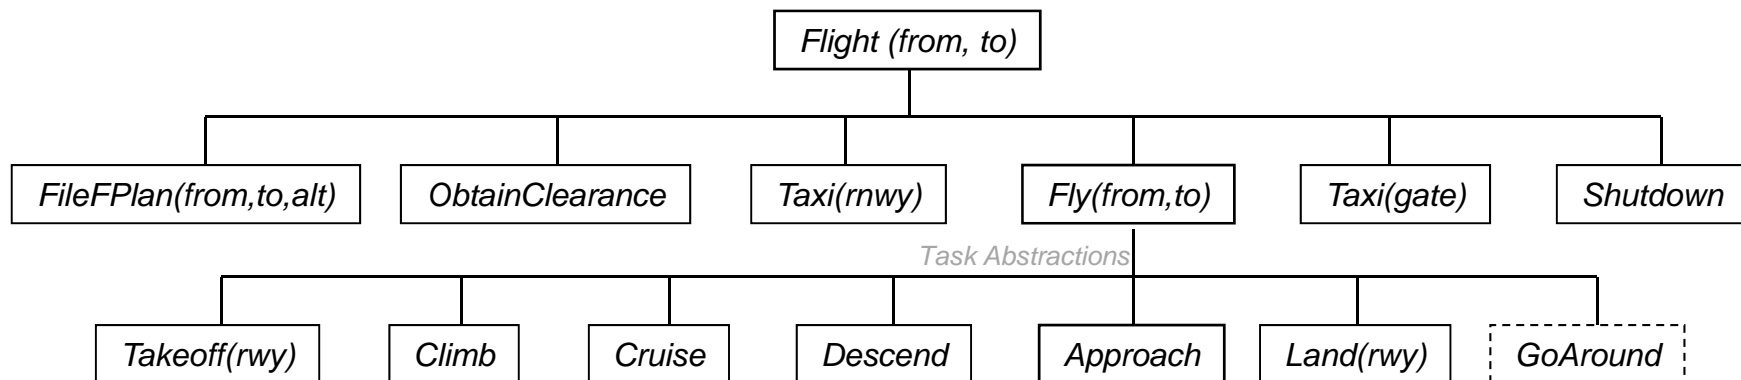 Flight (from, to)
FileFPlan(from,to,alt) ObtainClearance Taxi(rnwy) Fly(from,to) Taxi(gate) Shutdown
Task Abstractions
Takeoff(rwy) Climb Cruise Descend Approach Land(rwy) GoAround